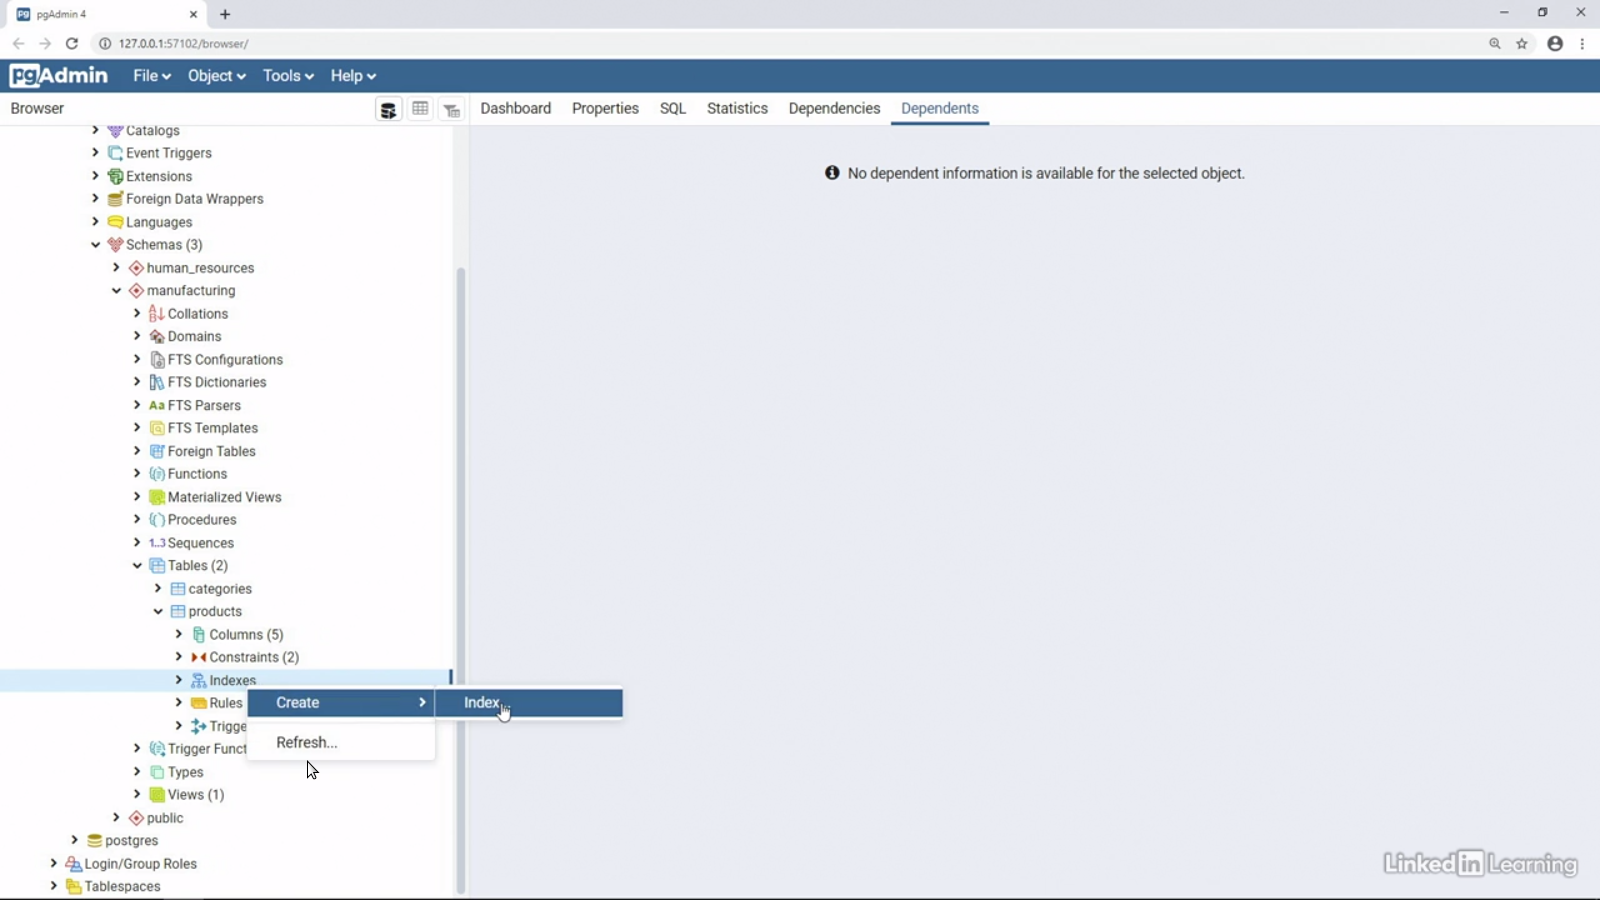 pgAdmin 4
127.0.0.1:57102/browser/
pgAdmin File Object Tools Help
Browser
Dashboard Properties SQL Statistics Dependencies Dependents
Catalogs
Event Triggers
Extensions
Foreign Data Wrappers
Languages
Schemas (3)
human_resources
manufacturing
Collations
Domains
FTS Configurations
FTS Dictionaries
Aa FTS Parsers
FTS Templates
Foreign Tables
Functions
Materialized Views
Procedures
1..3 Sequences
Tables (2)
categories
products
Columns (5)
Constraints (2)
Indexes
Rules
Trigge
Trigger Funct
Types
Views (1)
public
postgres
Login/Group Roles
Tablespaces
Create
Index...
Refresh...
No dependent information is available for the selected object.
LinkedIn Learning